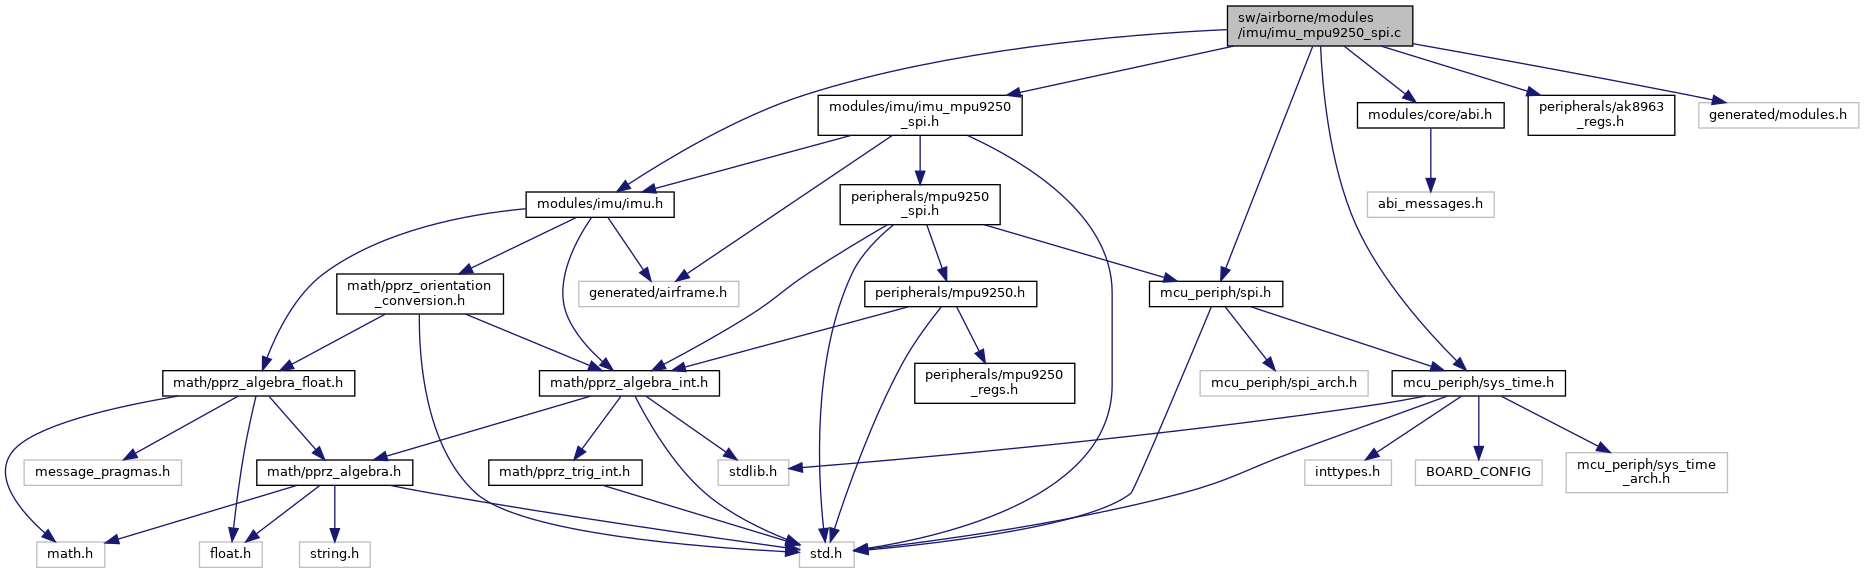 sw/airborne/modules
/imu/imu_mpu9250_spi.c
modules/imu/imu_mpu9250
_spi.h
modules/core/abi.h
peripherals/ak8963
_regs.h
generated/modules.h
modules/imu/imu.h
peripherals/mpu9250
_spi.h
abi_messages.h
math/pprz_orientation
_conversion.h
generated/airframe.h
peripherals/mpu9250.h
mcu_periph/spi.h
math/pprz_algebra_float.h
math/pprz_algebra_int.h
peripherals/mpu9250
_regs.h
mcu_periph/spi_arch.h
mcu_periph/sys_time.h
message_pragmas.h
math/pprz_algebra.h
math/pprz_trig_int.h
stdlib.h
inttypes.h
BOARD_CONFIG
mcu_periph/sys_time
_arch.h
math.h
float.h
string.h
std.h